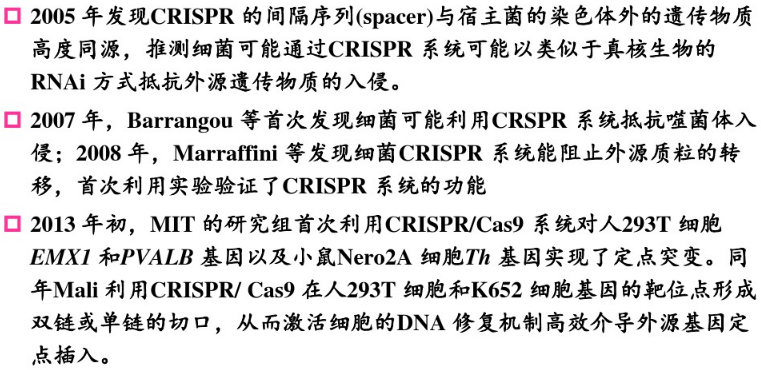 2005 年发现CRISPR 的间隔序列(spacer)与宿主菌的染色体外的遗传物质
高度同源，推测细菌可能通过CRISPR 系统可能以类似于真核生物的
RNAi 方式抵抗外源遗传物质的入侵。
2007 年，Barrangou 等首次发现细菌可能利用CRSPR 系统抵抗噬菌体入
侵；2008 年，Marraffini 等发现细菌CRISPR 系统能阻止外源质粒的转
移，首次利用实验验证了CRISPR 系统的功能
2013 年初，MIT 的研究组首次利用CRISPR/Cas9 系统对人293T 细胞
EMX1 和PVALB 基因以及小鼠Nero2A 细胞Th 基因实现了定点突变。同
年Mali 利用CRISPR/ Cas9 在人293T 细胞和K652 细胞基因的靶位点形成
双链或单链的切口，从而激活细胞的DNA 修复机制高效介导外源基因定
点插入。